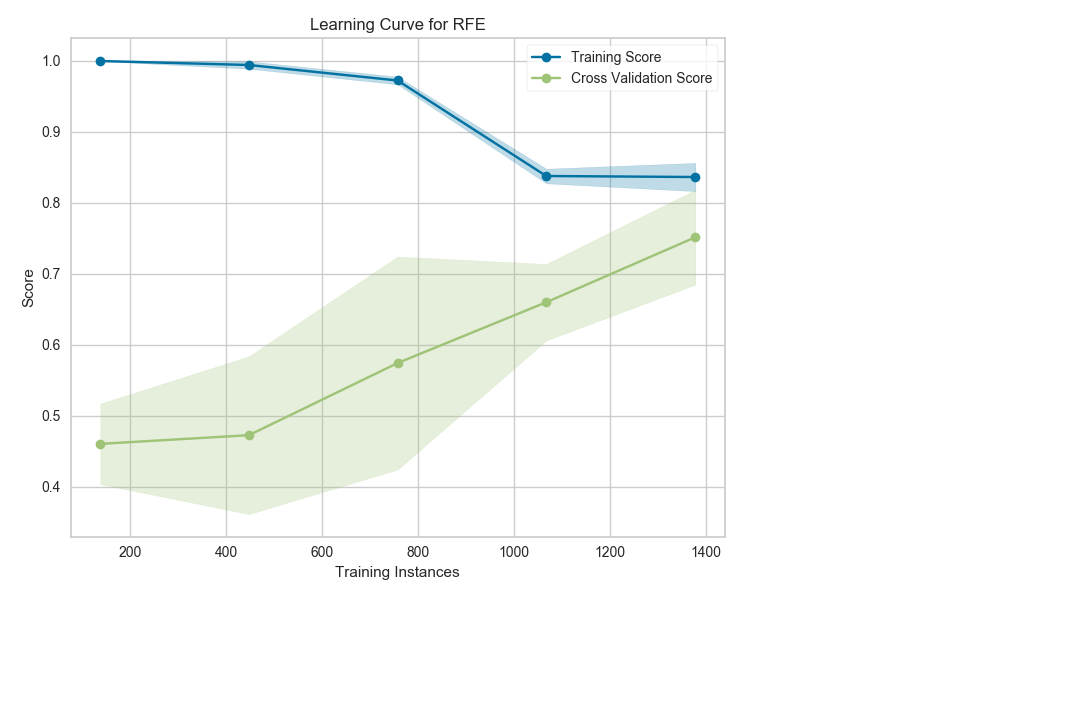 Learning Curve for RFE
Training Score
Cross Validation Score
Score
1.0
0.9
0.8
0.7
0.6
0.5
0.4
200 400 600 800 1000 1200 1400
Training Instances